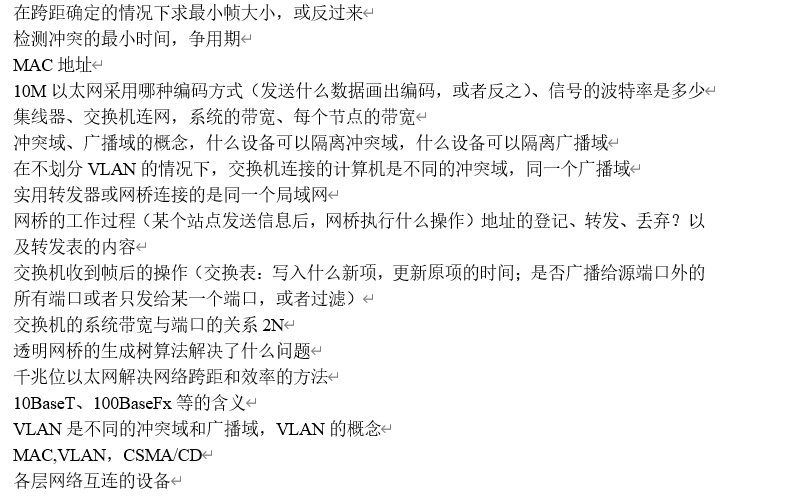 在跨距确定的情况下求最小帧大小，或反过来↵
检测冲突的最小时间，争用期↵
MAC 地址↵
10M 以太网采用哪种编码方式（发送什么数据画出编码，或者反之）、信号的波特率是多少↵
集线器、交换机连网，系统的带宽、每个节点的带宽↵
冲突域、广播域的概念，什么设备可以隔离冲突域，什么设备可以隔离广播域↵
在不划分 VLAN 的情况下，交换机连接的计算机是不同的冲突域，同一个广播域↵
实用转发器或网桥连接的是同一个局域网↵
网桥的工作过程（某个站点发送信息后，网桥执行什么操作）地址的登记、转发、丢弃？以
及转发表的内容↵
交换机收到帧后的操作（交换表：写入什么新项，更新原项的时间；是否广播给源端口外的
所有端口或者只发给某一个端口，或者过滤）↵
交换机的系统带宽与端口的关系 2N↵
透明网桥的生成树算法解决了什么问题↵
千兆位以太网解决网络跨距和效率的方法↵
10BaseT、100BaseFx 等的含义↵
VLAN 是不同的冲突域和广播域，VLAN 的概念↵
MAC,VLAN，CSMA/CD↵
各层网络互连的设备↵